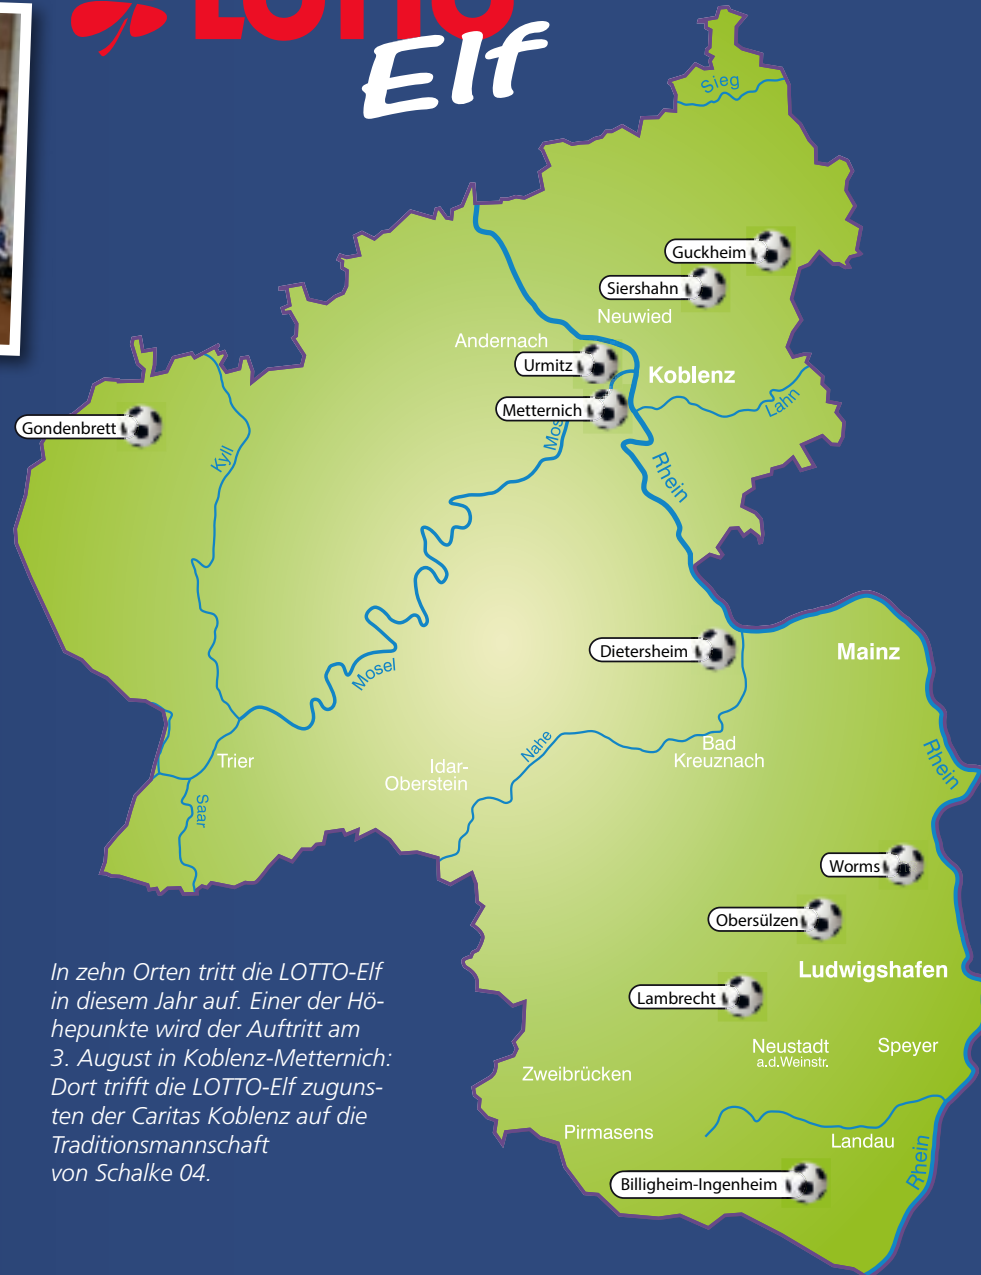 LOTTO
Elf
Sieg
Guckheim
Siershahn
Neuwied
Andernach
Urmitz
Koblenz
Metternich
Lahn
Gondenbrett
Mos
Kyll
Rhein
Dietersheim
Mainz
Mosel
Nahe
Bad
Kreuznach
Rhein
Trier
Idar-
Oberstein
Saar
Worms
Obersülzen
Ludwigshafen
Lambrecht
Neustadt
a.d.Weinstr.
Speyer
Zweibrücken
Pirmasens
Landau
Rhein
Billigheim-Ingenheim
In zehn Orten tritt die LOTTO-Elf
in diesem Jahr auf. Einer der Hö-
hepunkte wird der Auftritt am
3. August in Koblenz-Metternich:
Dort trifft die LOTTO-Elf zuguns-
ten der Caritas Koblenz auf die
Traditionsmannschaft
von Schalke 04.